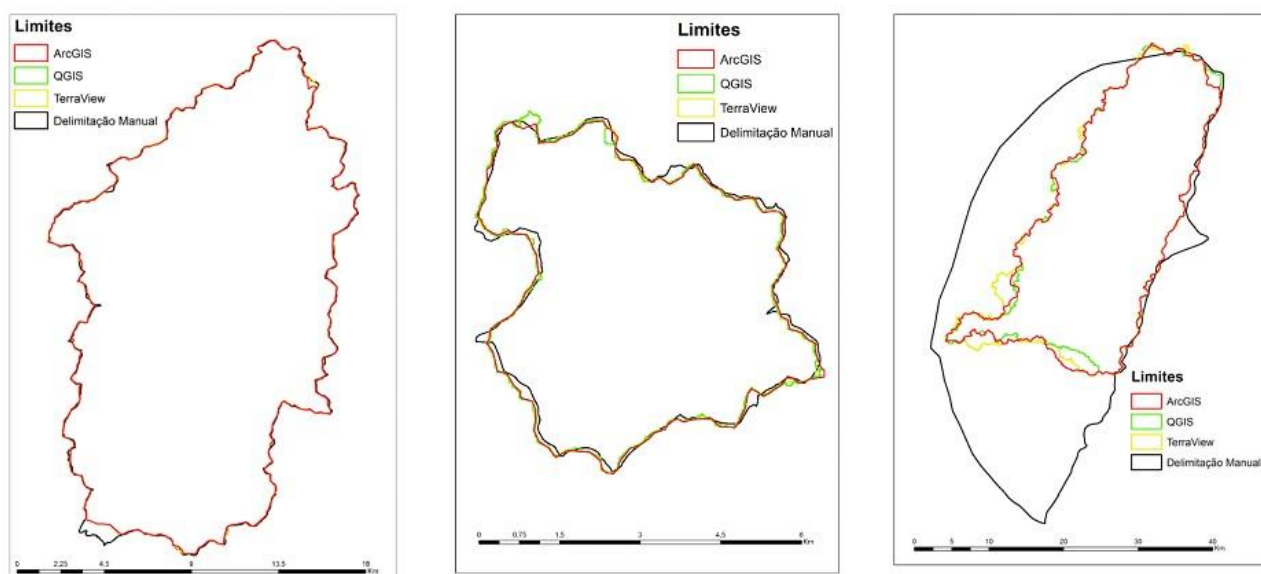 Limites
ArcGIS
QGIS
TerraView
Delimitação Manual
0 2.25 4.5 9 13.5 18
Km
Limites
ArcGIS
QGIS
TerraView
Delimitação Manual
0 0.75 1.5 3 4.5 6
Km
Limites
ArcGIS
QGIS
TerraView
Delimitação Manual
0 5 10 20 30 40
Km